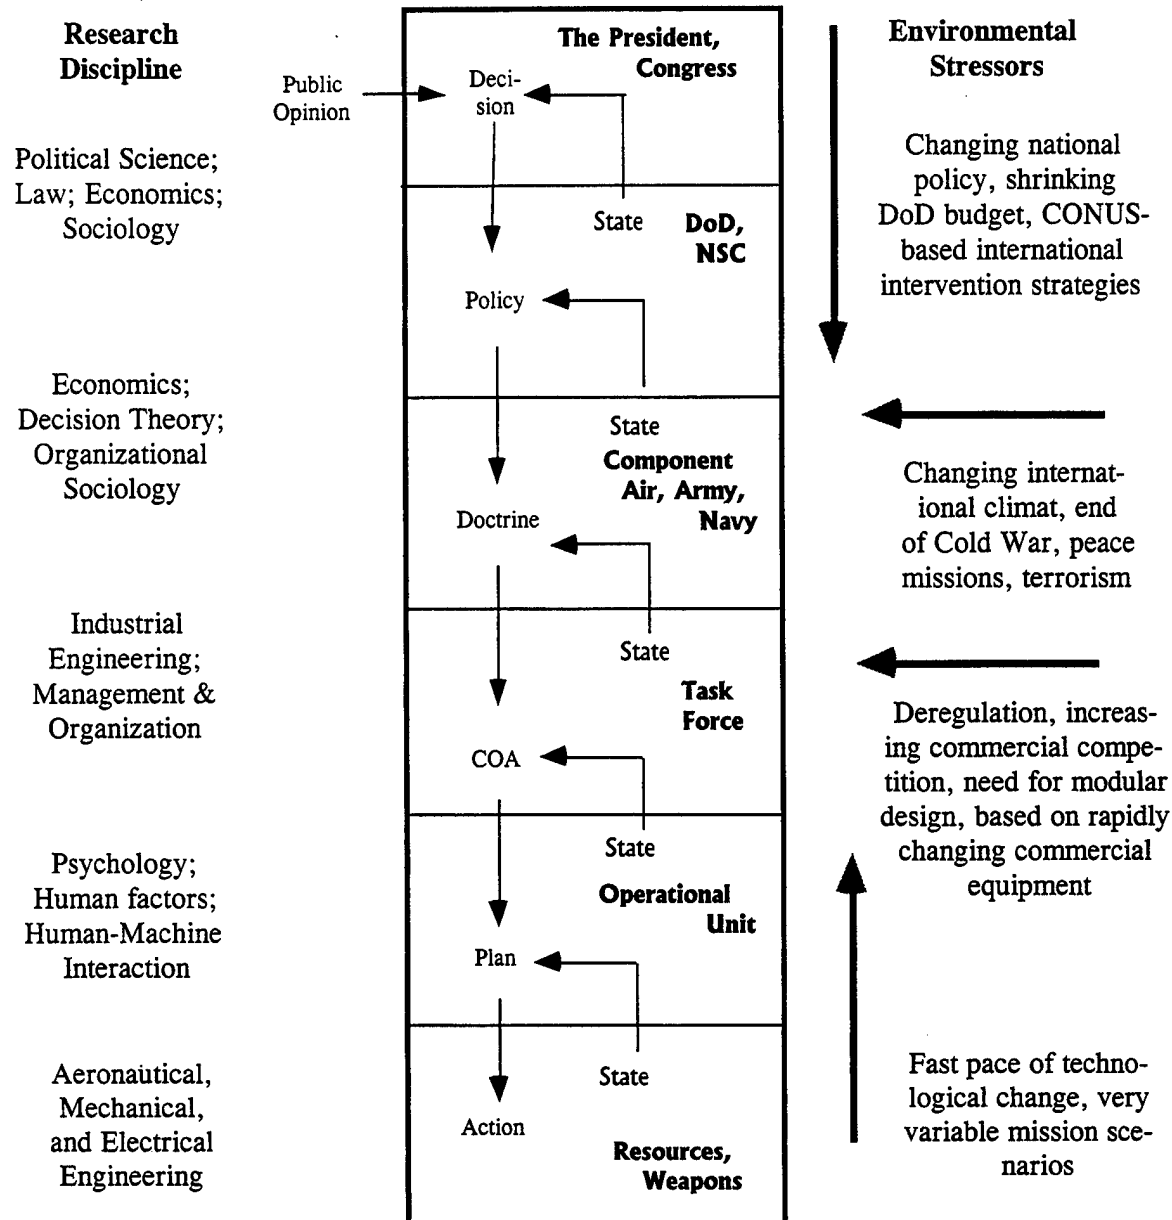 Research
Discipline
Political Science;
Law; Economics;
Sociology
Economics;
Decision Theory;
Organizational
Sociology
Industrial
Engineering;
Management &
Organization
Psychology;
Human factors;
Human-Machine
Interaction
Aeronautical,
Mechanical,
and Electrical
Engineering
Public
Opinion
The President,
Congress
Deci-
sion
State
DoD,
NSC
Policy
State
Component
Air, Army,
Navy
Doctrine
State
Task
Force
COA
State
Operational
Unit
Plan
State
Action
Resources,
Weapons
Environmental
Stressors
Changing national
policy, shrinking
DoD budget, CONUS-
based international
intervention strategies
Changing internat-
ional climat, end
of Cold War, peace
missions, terrorism
Deregulation, increas-
ing commercial compe-
tition, need for modular
design, based on rapidly
changing commercial
equipment
Fast pace of techno-
logical change, very
variable mission sce-
narios